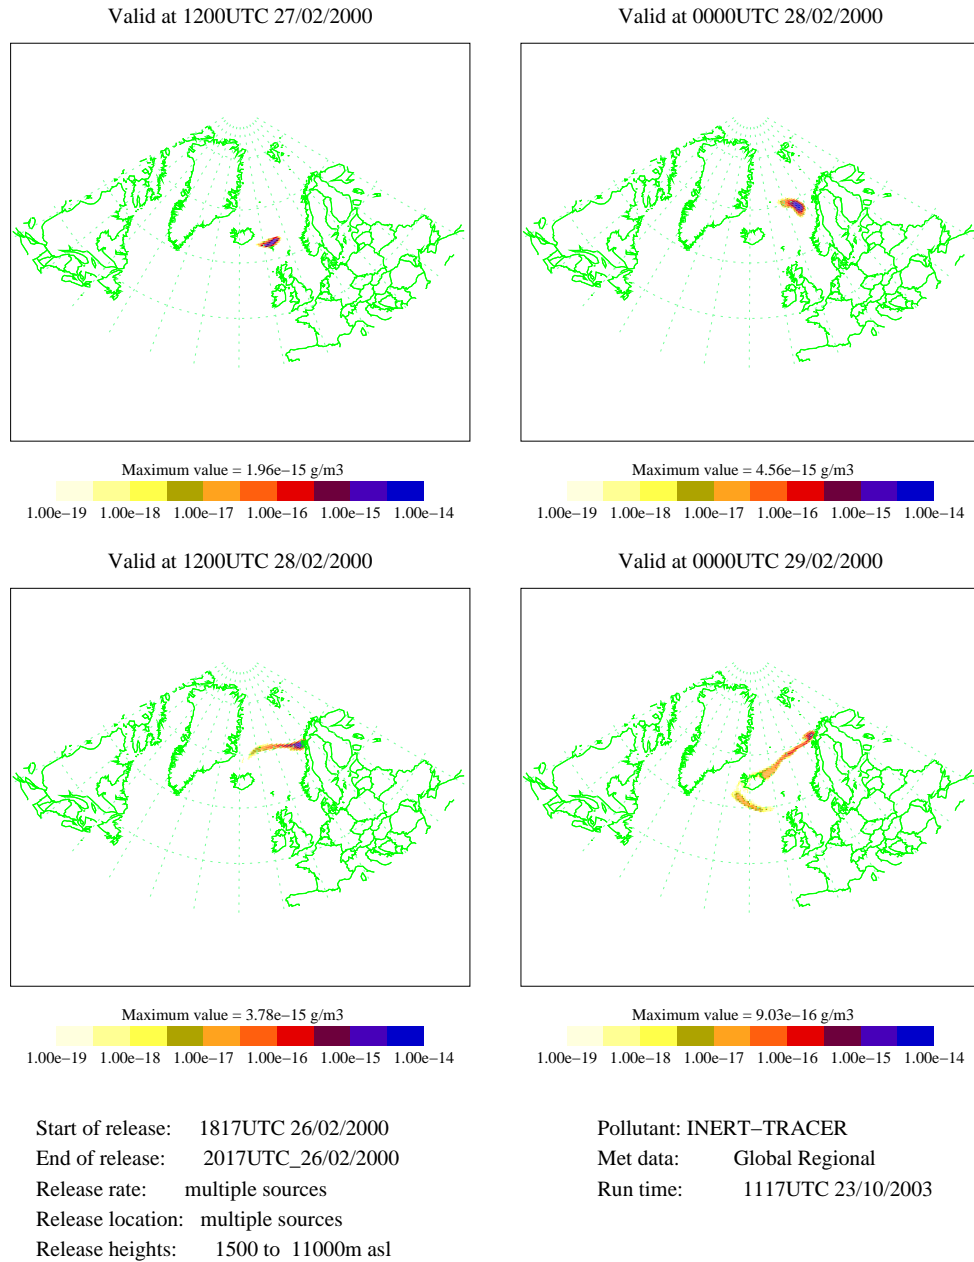 Valid at 1200UTC 27/02/2000
Valid at 0000UTC 28/02/2000
Maximum value = 1.96e−15 g/m3
1.00e−19 1.00e−18 1.00e−17 1.00e−16 1.00e−15 1.00e−14
Maximum value = 4.56e−15 g/m3
1.00e−19 1.00e−18 1.00e−17 1.00e−16 1.00e−15 1.00e−14
Valid at 1200UTC 28/02/2000
Valid at 0000UTC 29/02/2000
Maximum value = 3.78e−15 g/m3
1.00e−19 1.00e−18 1.00e−17 1.00e−16 1.00e−15 1.00e−14
Maximum value = 9.03e−16 g/m3
1.00e−19 1.00e−18 1.00e−17 1.00e−16 1.00e−15 1.00e−14
Start of release: 1817UTC 26/02/2000
End of release: 2017UTC_26/02/2000
Release rate: multiple sources
Release location: multiple sources
Release heights: 1500 to 11000m asl
Pollutant: INERT−TRACER
Met data: Global Regional
Run time: 1117UTC 23/10/2003